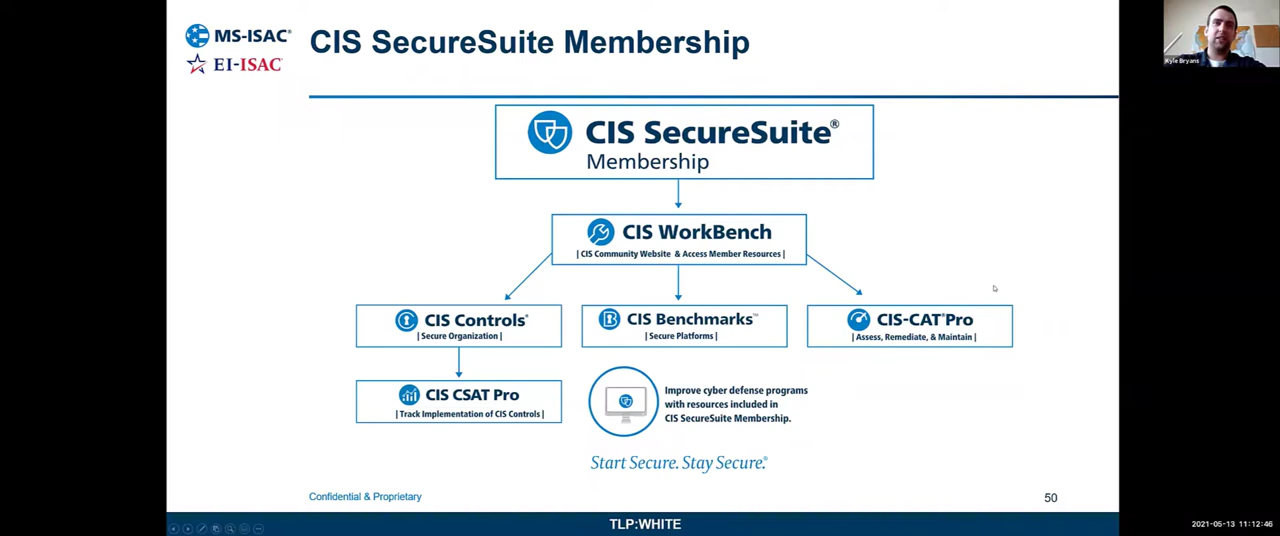 MS-ISAC®
EI-ISAC®
CIS SecureSuite Membership
Kyle Bryans
CIS SecureSuite®
Membership
CIS WorkBench
| CIS Community Website & Access Member Resources |
CIS Controls®
| Secure Organization |
CIS Benchmarks™
| Secure Platforms |
CIS-CAT®Pro
| Assess, Remediate, & Maintain |
CIS CSAT Pro
| Track Implementation of CIS Controls |
Improve cyber defense programs
with resources included in
CIS SecureSuite Membership.
Start Secure. Stay Secure.®
Confidential & Proprietary
50
TLP:WHITE
2021-05-13 11:12:46